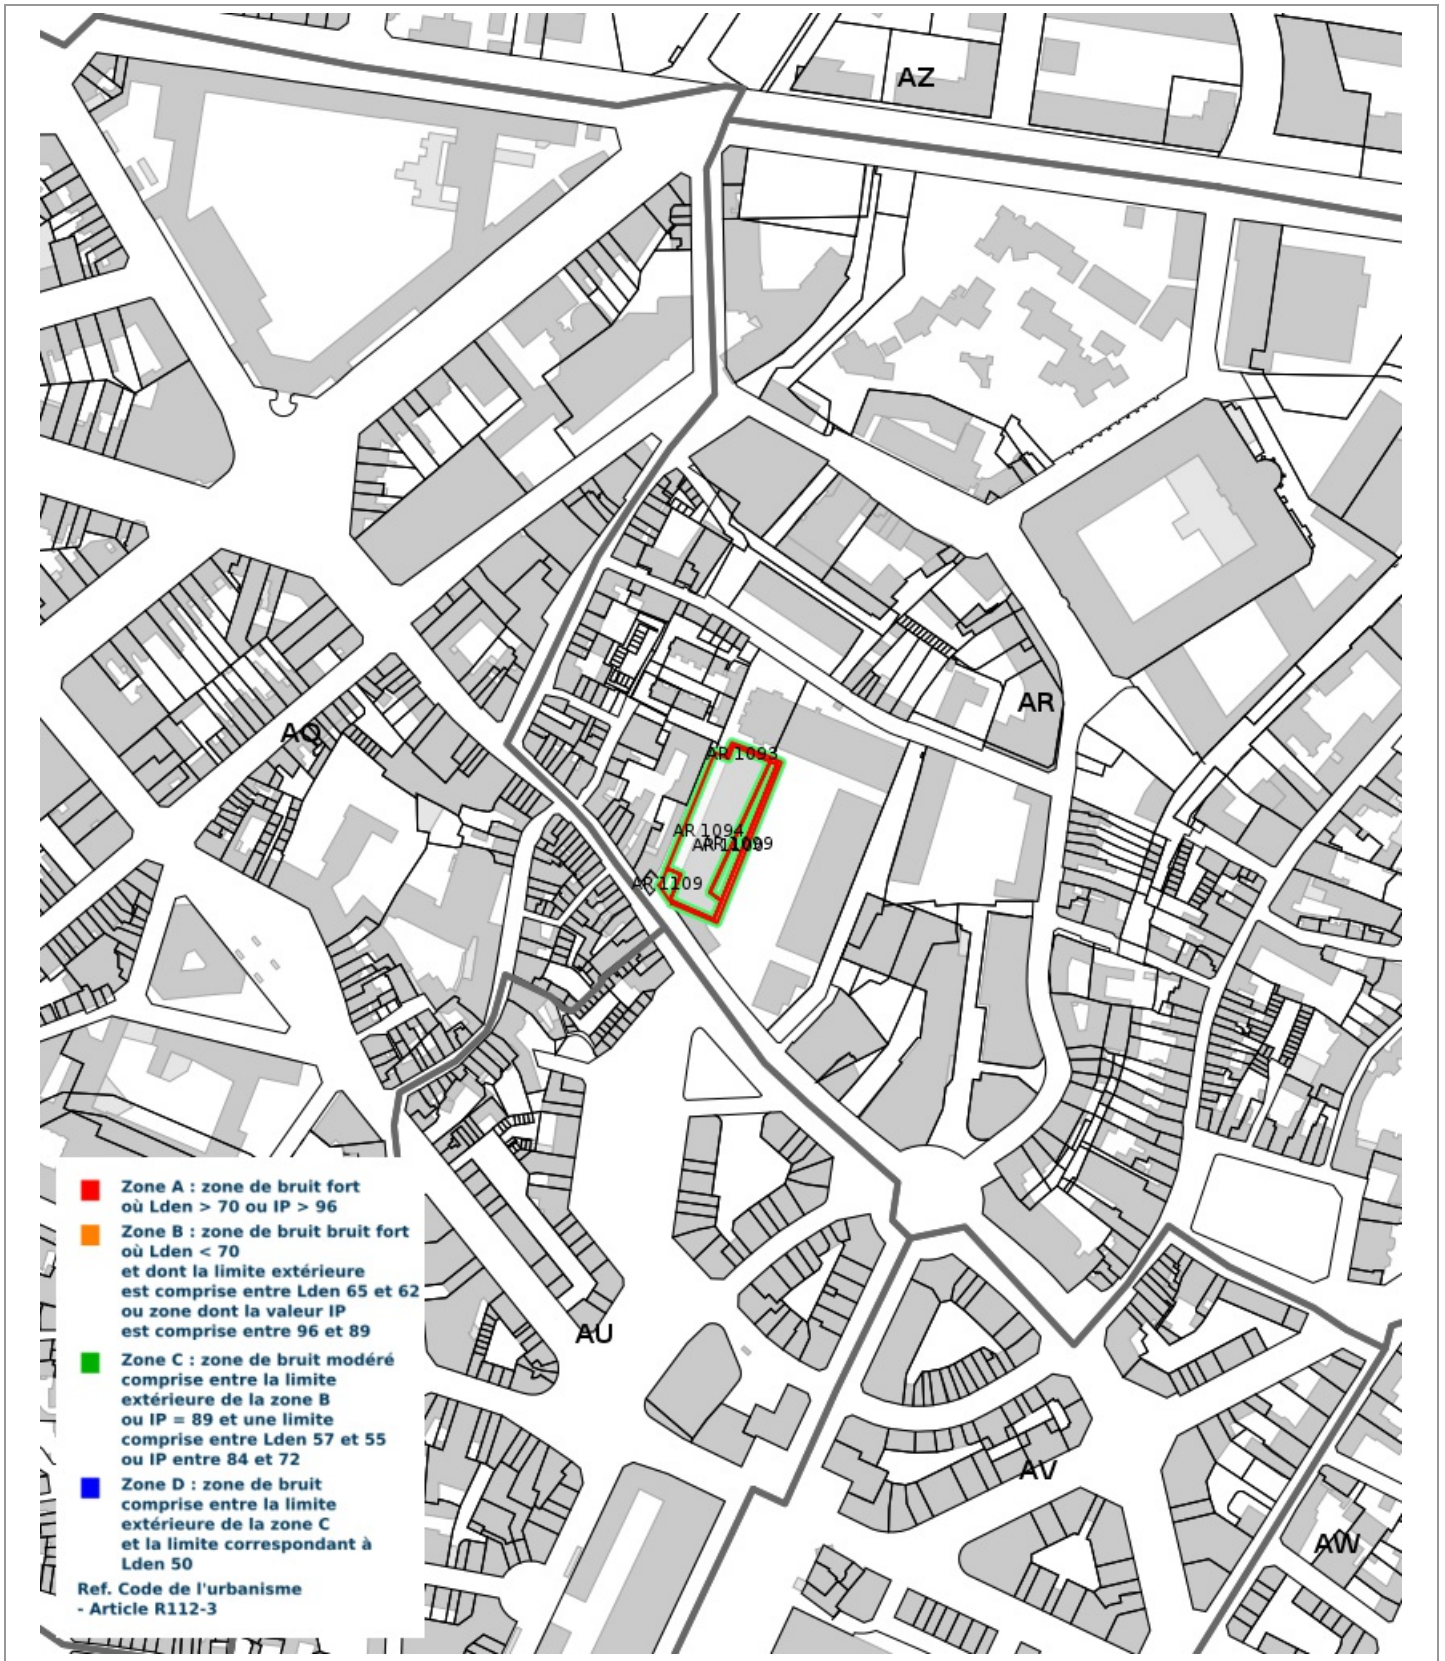 AZ
AR
AQ
AR 1093
AR 1094
AR 1109
Zone A : zone de bruit fort
où Lden > 70 ou IP > 96
Zone B : zone de bruit bruit fort
où Lden < 70
et dont la limite extérieure
est comprise entre Lden 65 et 62
ou zone dont la valeur IP
est comprise entre 96 et 89
Zone C : zone de bruit modéré
comprise entre la limite
extérieure de la zone B
ou IP = 89 et une limite
comprise entre Lden 57 et 55
ou IP entre 84 et 72
Zone D : zone de bruit
comprise entre la limite
extérieure de la zone C
et la limite correspondant à
Lden 50
Ref. Code de l'urbanisme
- Article R112-3
AU
AV
AW